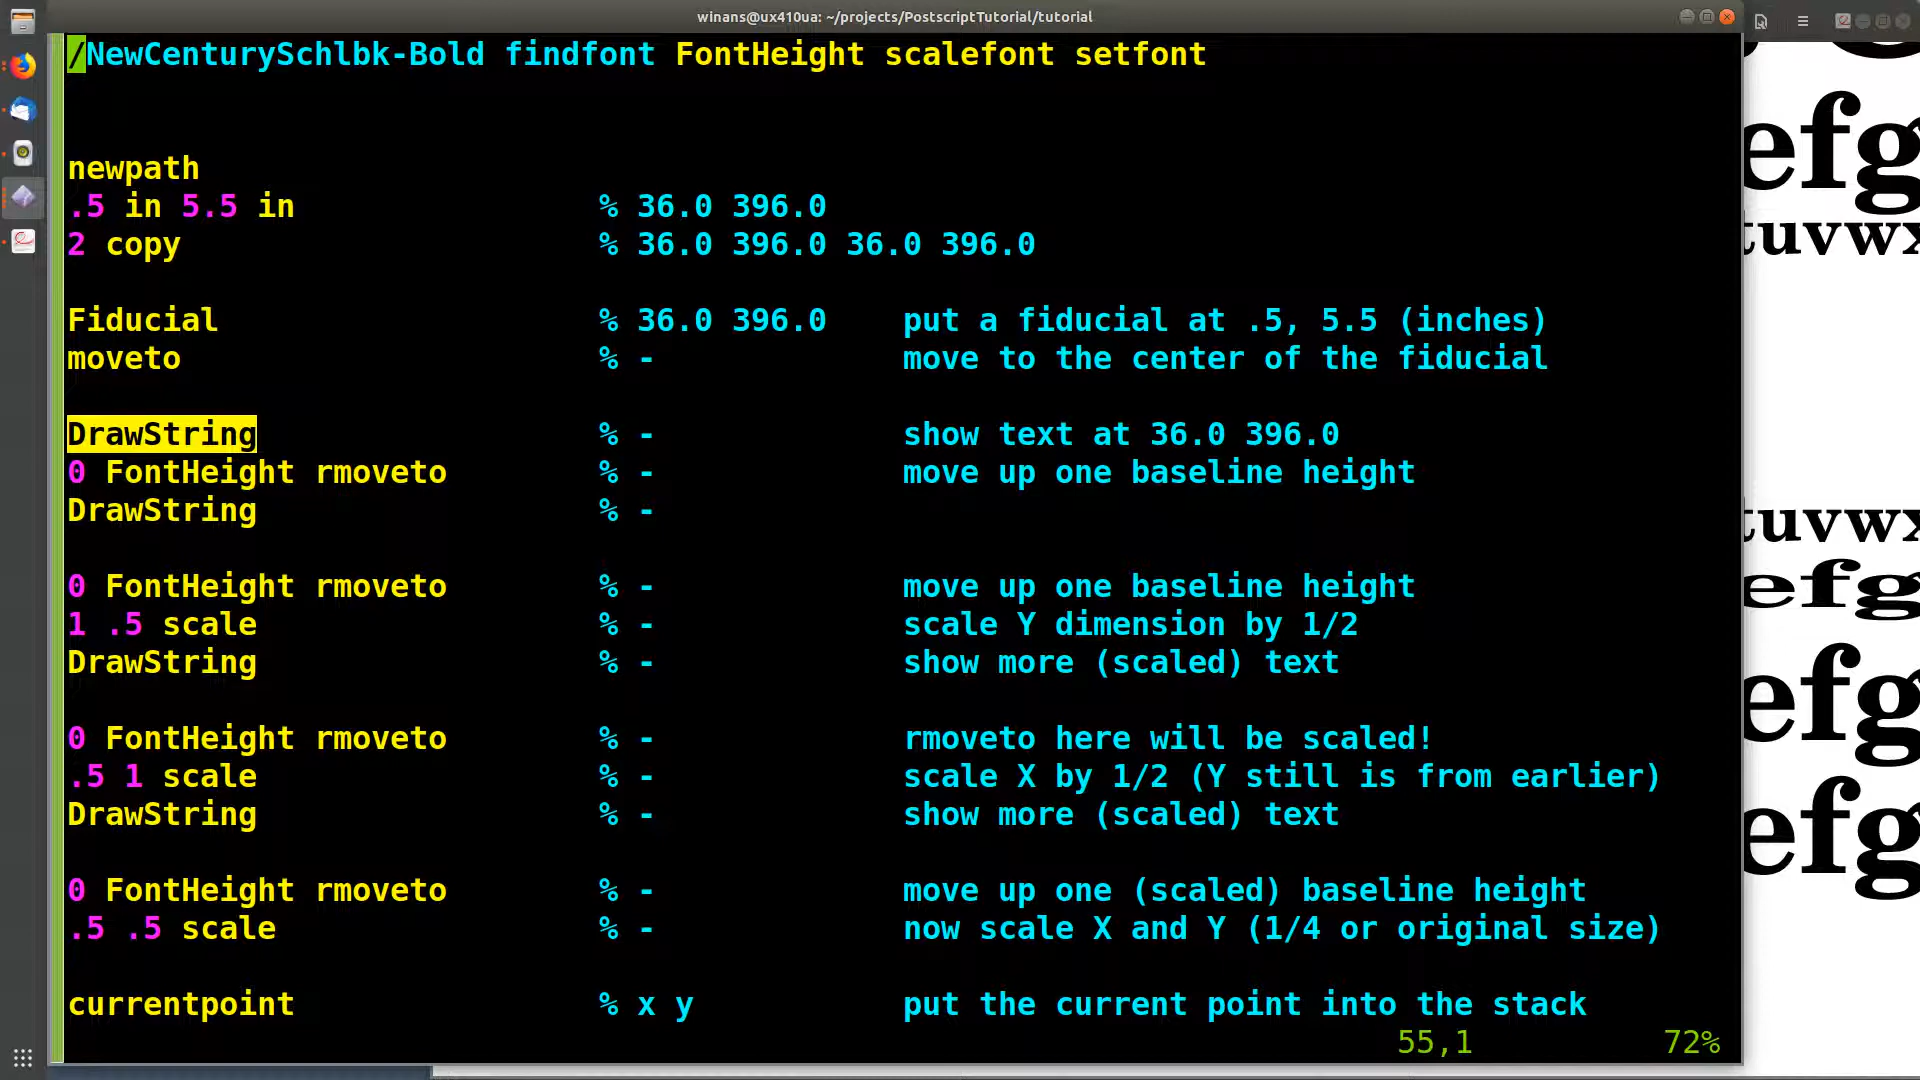 winans@ux410ua: ~/projects/PostscriptTutorial/tutorial
/NewCenturySchlbk-Bold findfont FontHeight scalefont setfont
newpath
.5 in 5.5 in % 36.0 396.0
2 copy % 36.0 396.0 36.0 396.0
Fiducial % 36.0 396.0 put a fiducial at .5, 5.5 (inches)
moveto % - move to the center of the fiducial
DrawString % - show text at 36.0 396.0
0 FontHeight rmoveto % - move up one baseline height
DrawString % -
0 FontHeight rmoveto % - move up one baseline height
1 .5 scale % - scale Y dimension by 1/2
DrawString % - show more (scaled) text
0 FontHeight rmoveto % - rmoveto here will be scaled!
.5 1 scale % - scale X by 1/2 (Y still is from earlier)
DrawString % - show more (scaled) text
0 FontHeight rmoveto % - move up one (scaled) baseline height
.5 .5 scale % - now scale X and Y (1/4 or original size)
currentpoint % x y put the current point into the stack
55,1 72%
efg
tuvwx
tuvwx
efg
efg
efg